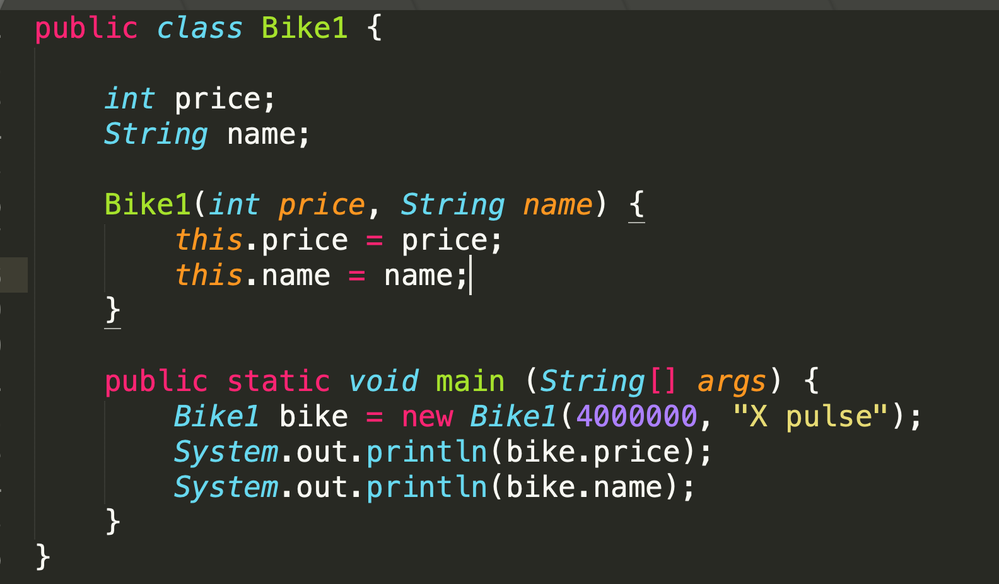 public class Bike1 {
int price;
String name;
Bike1(int price, String name) {
this.price = price;
this.name = name;
}
public static void main (String[] args) {
Bike1 bike = new Bike1(4000000, "X pulse");
System.out.println(bike.price);
System.out.println(bike.name);
}
}